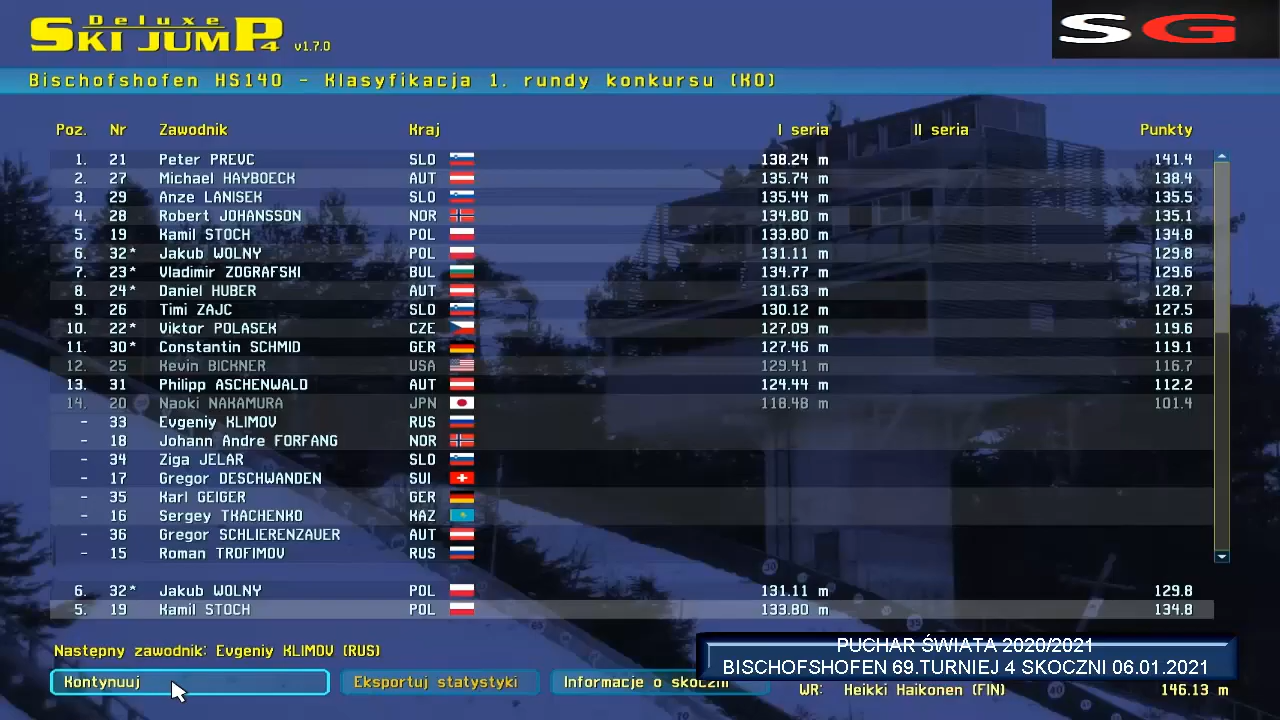 Deluxe
SKI JUMP 4 v1.7.0
SG
Bischofshofen HS140 - Klasyfikacja 1. rundy konkursu (KO)
Poz. Nr Zawodnik Kraj I seria II seria Punkty
1. 21 Peter PREVC SLO 138.24 m 141.4
2. 27 Michael HAYBOECK AUT 135.74 m 138.4
3. 29 Anze LANISEK SLO 135.44 m 135.5
4. 28 Robert JOHANSSON NOR 134.80 m 135.1
5. 19 Kamil STOCH POL 133.80 m 134.8
6. 32* Jakub WOLNY POL 131.11 m 129.8
7. 23* Vladimir ZOGRAFSKI BUL 134.77 m 129.6
8. 24* Daniel HUBER AUT 131.63 m 128.7
9. 26 Timi ZAJC SLO 130.12 m 127.5
10. 22* Viktor POLASEK CZE 127.09 m 119.6
11. 30* Constantin SCHMID GER 127.46 m 119.1
12. 25 Kevin BICKNER USA 129.41 m 116.7
13. 31 Philipp ASCHENWALD AUT 124.44 m 112.2
14. 20 Naoki NAKAMURA JPN 118.48 m 101.4
- 33 Evgeniy KLIMOV RUS
- 18 Johann Andre FORFANG NOR
- 34 Ziga JELAR SLO
- 17 Gregor DESCHWANDEN SUI
- 35 Karl GEIGER GER
- 16 Sergey TKACHENKO KAZ
- 36 Gregor SCHLIERENZAUER AUT
- 15 Roman TROFIMOV RUS
6. 32* Jakub WOLNY POL 131.11 m 129.8
5. 19 Kamil STOCH POL 133.80 m 134.8
Następny zawodnik: Evgeniy KLIMOV (RUS)
PUCHAR ŚWIATA 2020/2021
BISCHOFSHOFEN 69.TURNIEJ 4 SKOCZNI 06.01.2021
Kontynuuj Eksportuj statystyki Informacje o skoczni
WR: Heikki Haikonen (FIN) 146.13 m